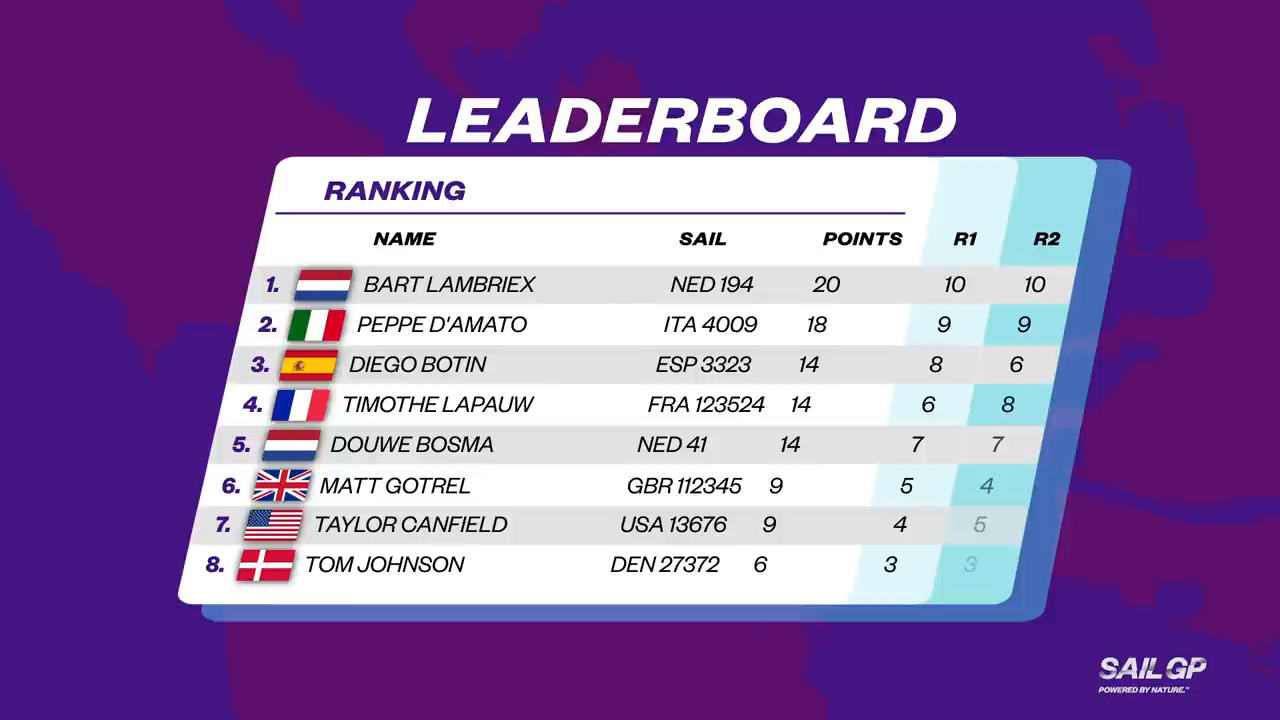 LEADERBOARD
RANKING
NAME SAIL POINTS R1 R2
1. BART LAMBRIEX NED 194 20 10 10
2. PEPPE D'AMATO ITA 4009 18 9 9
3. DIEGO BOTIN ESP 3323 14 8 6
4. TIMOTHE LAPAUW FRA 123524 14 6 8
5. DOUWE BOSMA NED 41 14 7 7
6. MATT GOTREL GBR 112345 9 5 4
7. TAYLOR CANFIELD USA 13676 9 4 5
8. TOM JOHNSON DEN 27372 6 3 3
SAIL GP
POWERED BY NATURE.™